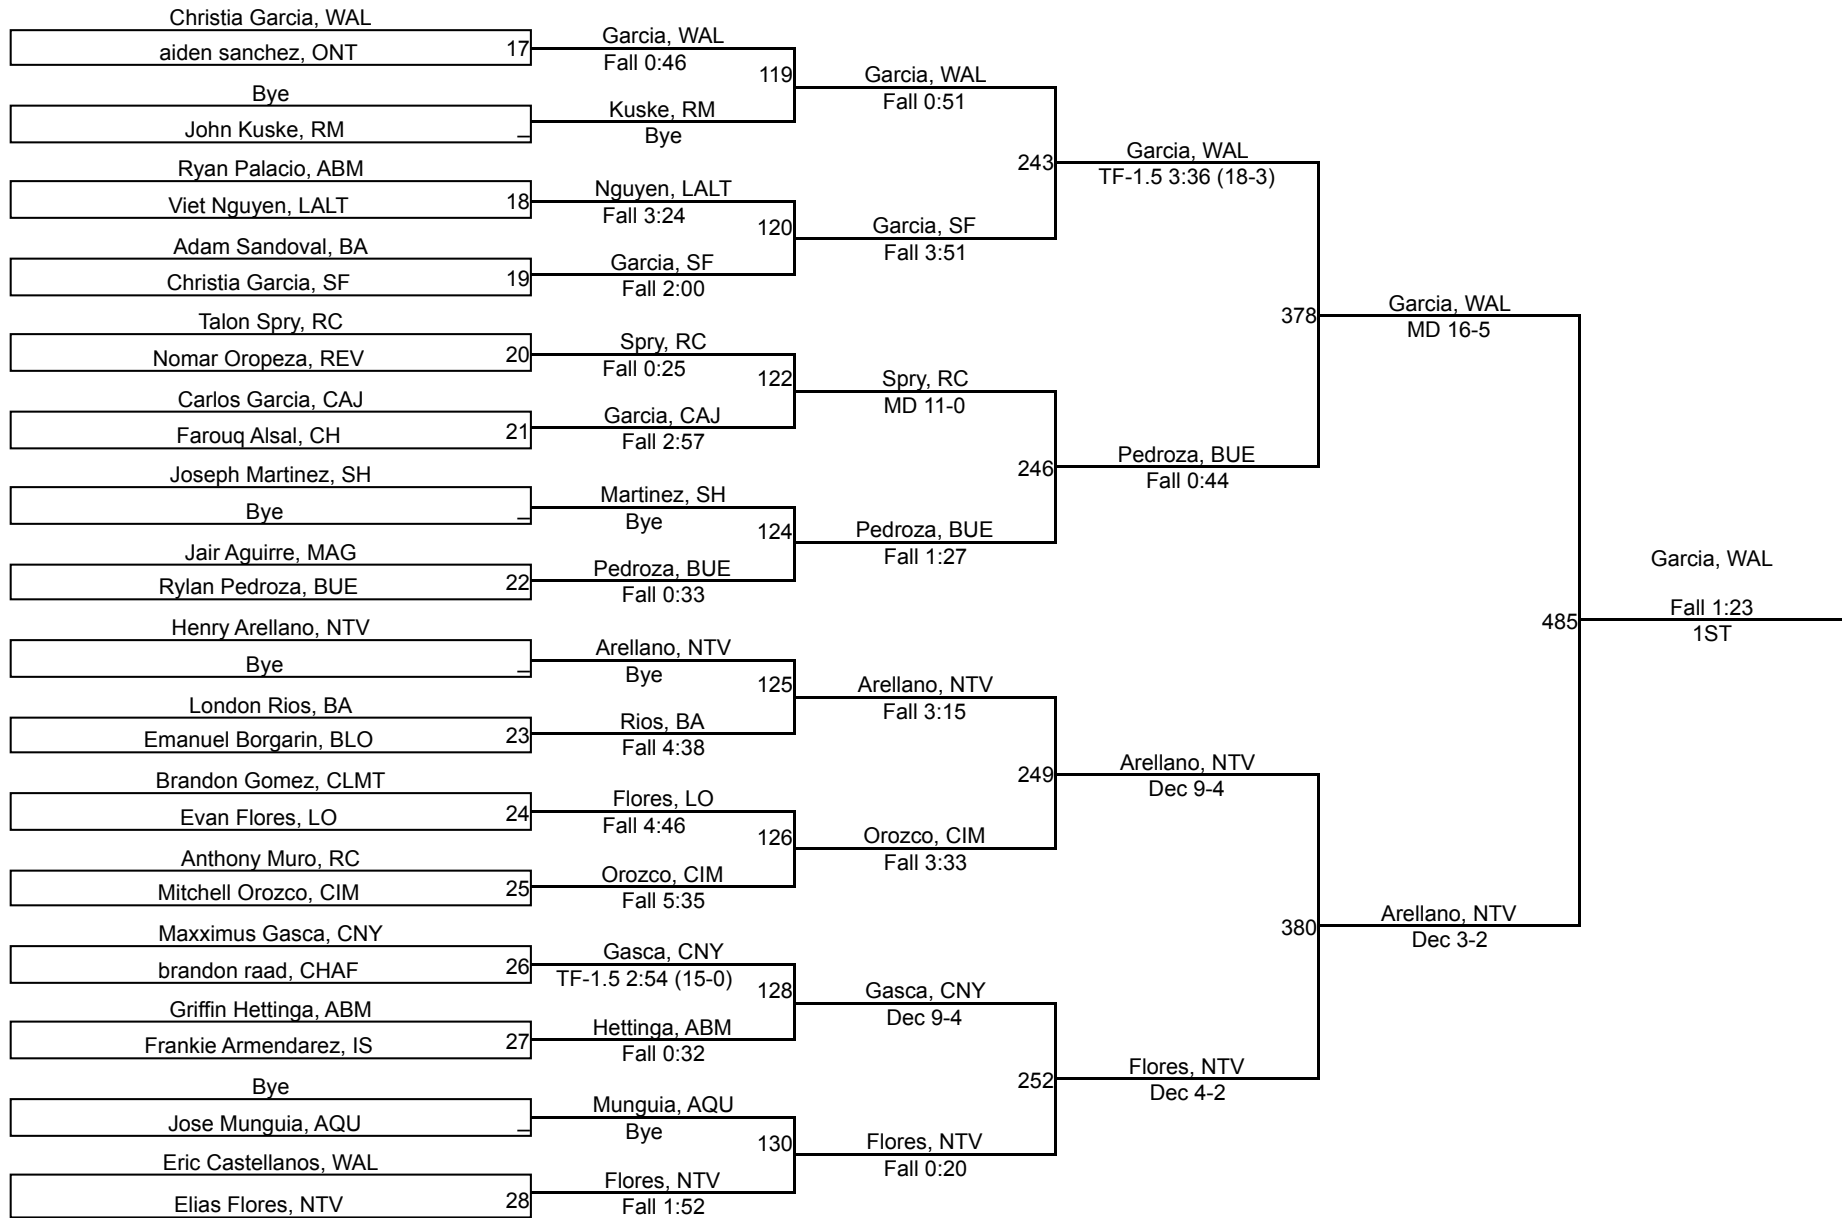 Christia Garcia, WAL
aiden sanchez, ONT
17
Bye
John Kuske, RM
_
Ryan Palacio, ABM
Viet Nguyen, LALT
18
Adam Sandoval, BA
Christia Garcia, SF
19
Talon Spry, RC
Nomar Oropeza, REV
20
Carlos Garcia, CAJ
Farouq Alsal, CH
21
Joseph Martinez, SH
Bye
_
Jair Aguirre, MAG
Rylan Pedroza, BUE
22
Henry Arellano, NTV
Bye
_
London Rios, BA
Emanuel Borgarin, BLO
23
Brandon Gomez, CLMT
Evan Flores, LO
24
Anthony Muro, RC
Mitchell Orozco, CIM
25
Maxximus Gasca, CNY
brandon raad, CHAF
26
Griffin Hettinga, ABM
Frankie Armendarez, IS
27
Bye
Jose Munguia, AQU
_
Eric Castellanos, WAL
Elias Flores, NTV
28
Garcia, WAL
Fall 0:46
119
Kuske, RM
Bye
Nguyen, LALT
Fall 3:24
120
Garcia, SF
Fall 2:00
Spry, RC
Fall 0:25
122
Garcia, CAJ
Fall 2:57
Martinez, SH
Bye
124
Pedroza, BUE
Fall 0:33
Arellano, NTV
Bye
125
Rios, BA
Fall 4:38
Flores, LO
Fall 4:46
126
Orozco, CIM
Fall 5:35
Gasca, CNY
TF-1.5 2:54 (15-0)
128
Hettinga, ABM
Fall 0:32
Munguia, AQU
Bye
130
Flores, NTV
Fall 1:52
Garcia, WAL
Fall 0:51
243
Garcia, SF
Fall 3:51
Spry, RC
MD 11-0
246
Pedroza, BUE
Fall 1:27
Arellano, NTV
Fall 3:15
249
Orozco, CIM
Fall 3:33
Gasca, CNY
Dec 9-4
252
Flores, NTV
Fall 0:20
Garcia, WAL
TF-1.5 3:36 (18-3)
378
Pedroza, BUE
Fall 0:44
Arellano, NTV
Dec 9-4
380
Flores, NTV
Dec 4-2
Garcia, WAL
MD 16-5
485
Arellano, NTV
Dec 3-2
Garcia, WAL
Fall 1:23
1ST